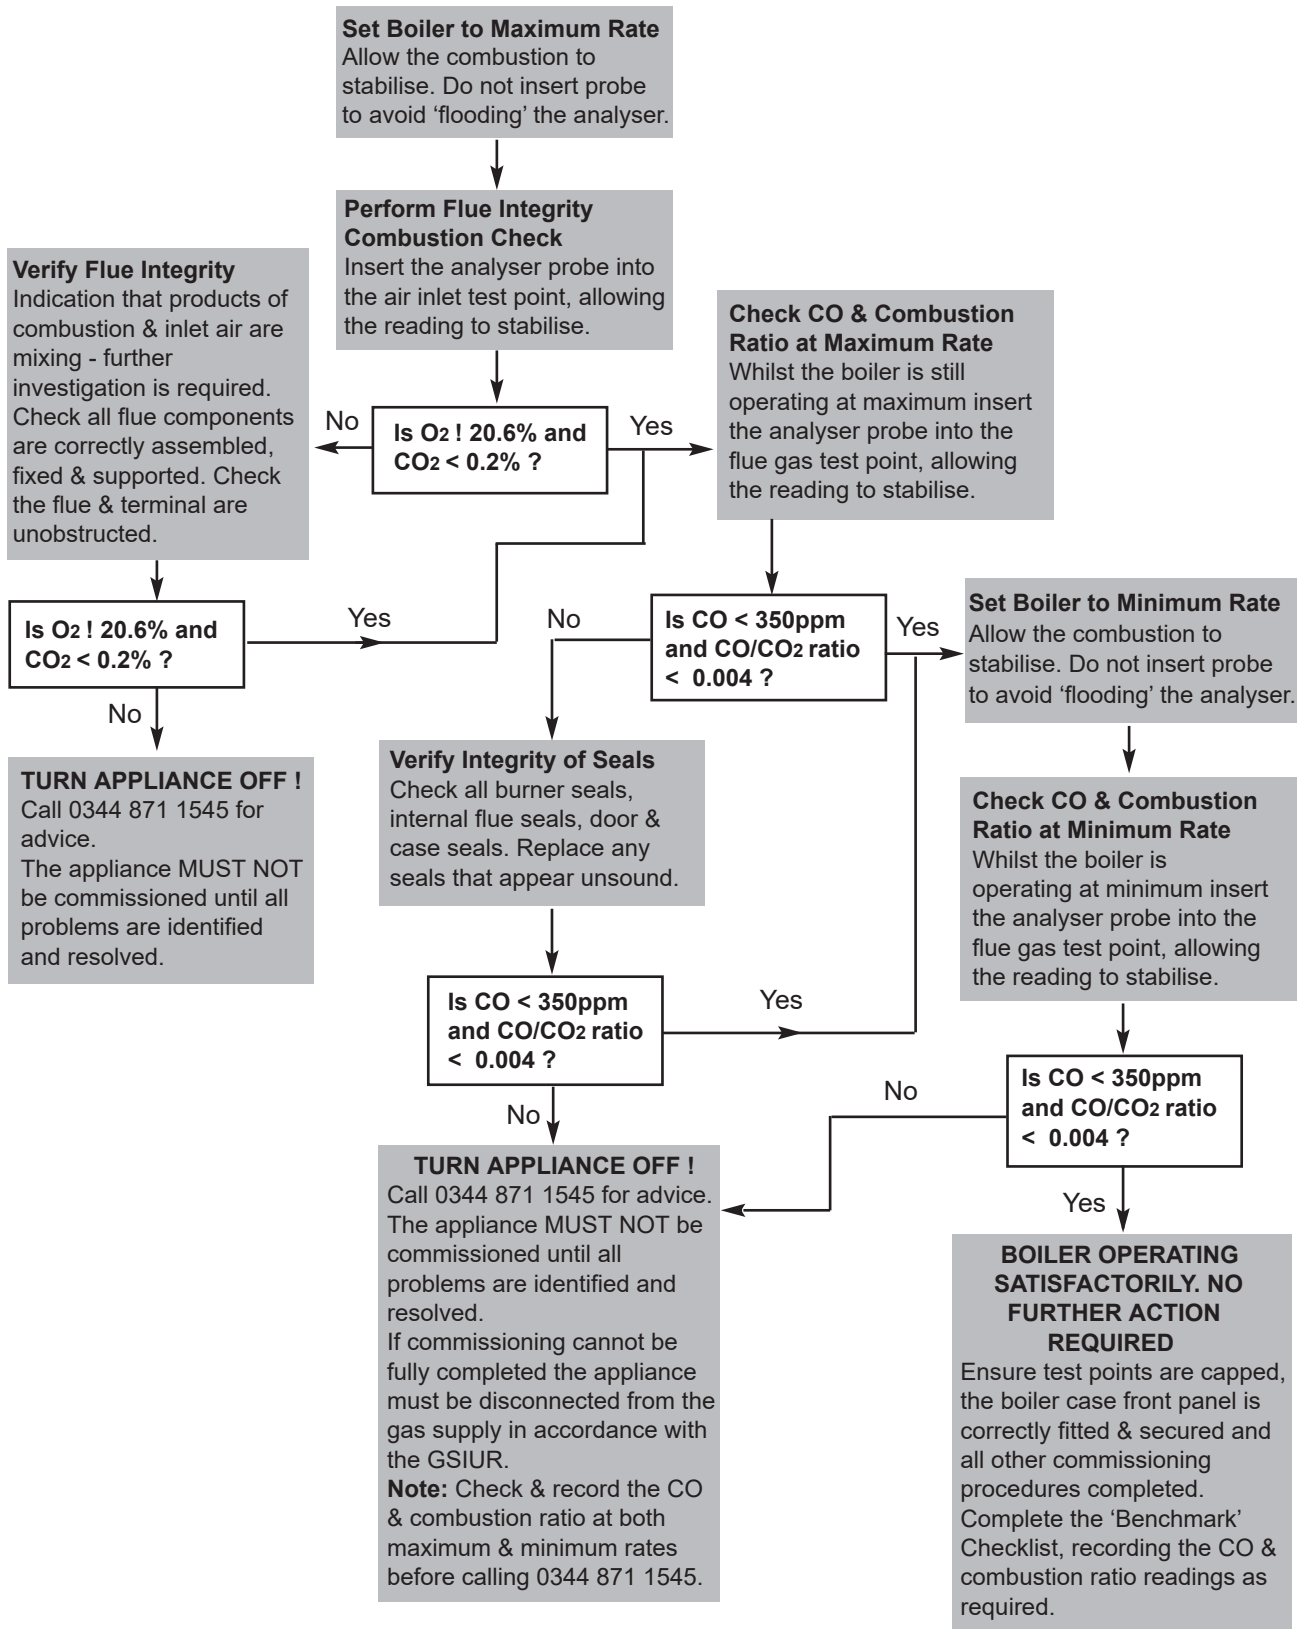 Set Boiler to Maximum Rate
Allow the combustion to
stabilise. Do not insert probe
to avoid ‘flooding’ the analyser.
Perform Flue Integrity
Combustion Check
Insert the analyser probe into
the air inlet test point, allowing
the reading to stabilise.
Verify Flue Integrity
Indication that products of
combustion & inlet air are
mixing - further
investigation is required.
Check all flue components
are correctly assembled,
fixed & supported. Check
the flue & terminal are
unobstructed.
No
Is O2 ! 20.6% and
CO2 < 0.2% ?
Yes
Check CO & Combustion
Ratio at Maximum Rate
Whilst the boiler is still
operating at maximum insert
the analyser probe into the
flue gas test point, allowing
the reading to stabilise.
Is O2 ! 20.6% and
CO2 < 0.2% ?
Yes
No
TURN APPLIANCE OFF !
Call 0344 871 1545 for
advice.
The appliance MUST NOT
be commissioned until all
problems are identified
and resolved.
No
Is CO < 350ppm
and CO/CO2 ratio
< 0.004 ?
Yes
Set Boiler to Minimum Rate
Allow the combustion to
stabilise. Do not insert probe
to avoid ‘flooding’ the analyser.
Verify Integrity of Seals
Check all burner seals,
internal flue seals, door &
case seals. Replace any
seals that appear unsound.
Check CO & Combustion
Ratio at Minimum Rate
Whilst the boiler is
operating at minimum insert
the analyser probe into the
flue gas test point, allowing
the reading to stabilise.
Is CO < 350ppm
and CO/CO2 ratio
< 0.004 ?
Yes
No
Is CO < 350ppm
and CO/CO2 ratio
< 0.004 ?
No
Yes
TURN APPLIANCE OFF !
Call 0344 871 1545 for advice.
The appliance MUST NOT be
commissioned until all
problems are identified and
resolved.
If commissioning cannot be
fully completed the appliance
must be disconnected from the
gas supply in accordance with
the GSIUR.
Note: Check & record the CO
& combustion ratio at both
maximum & minimum rates
before calling 0344 871 1545.
BOILER OPERATING
SATISFACTORILY. NO
FURTHER ACTION
REQUIRED
Ensure test points are capped,
the boiler case front panel is
correctly fitted & secured and
all other commissioning
procedures completed.
Complete the ‘Benchmark’
Checklist, recording the CO &
combustion ratio readings as
required.